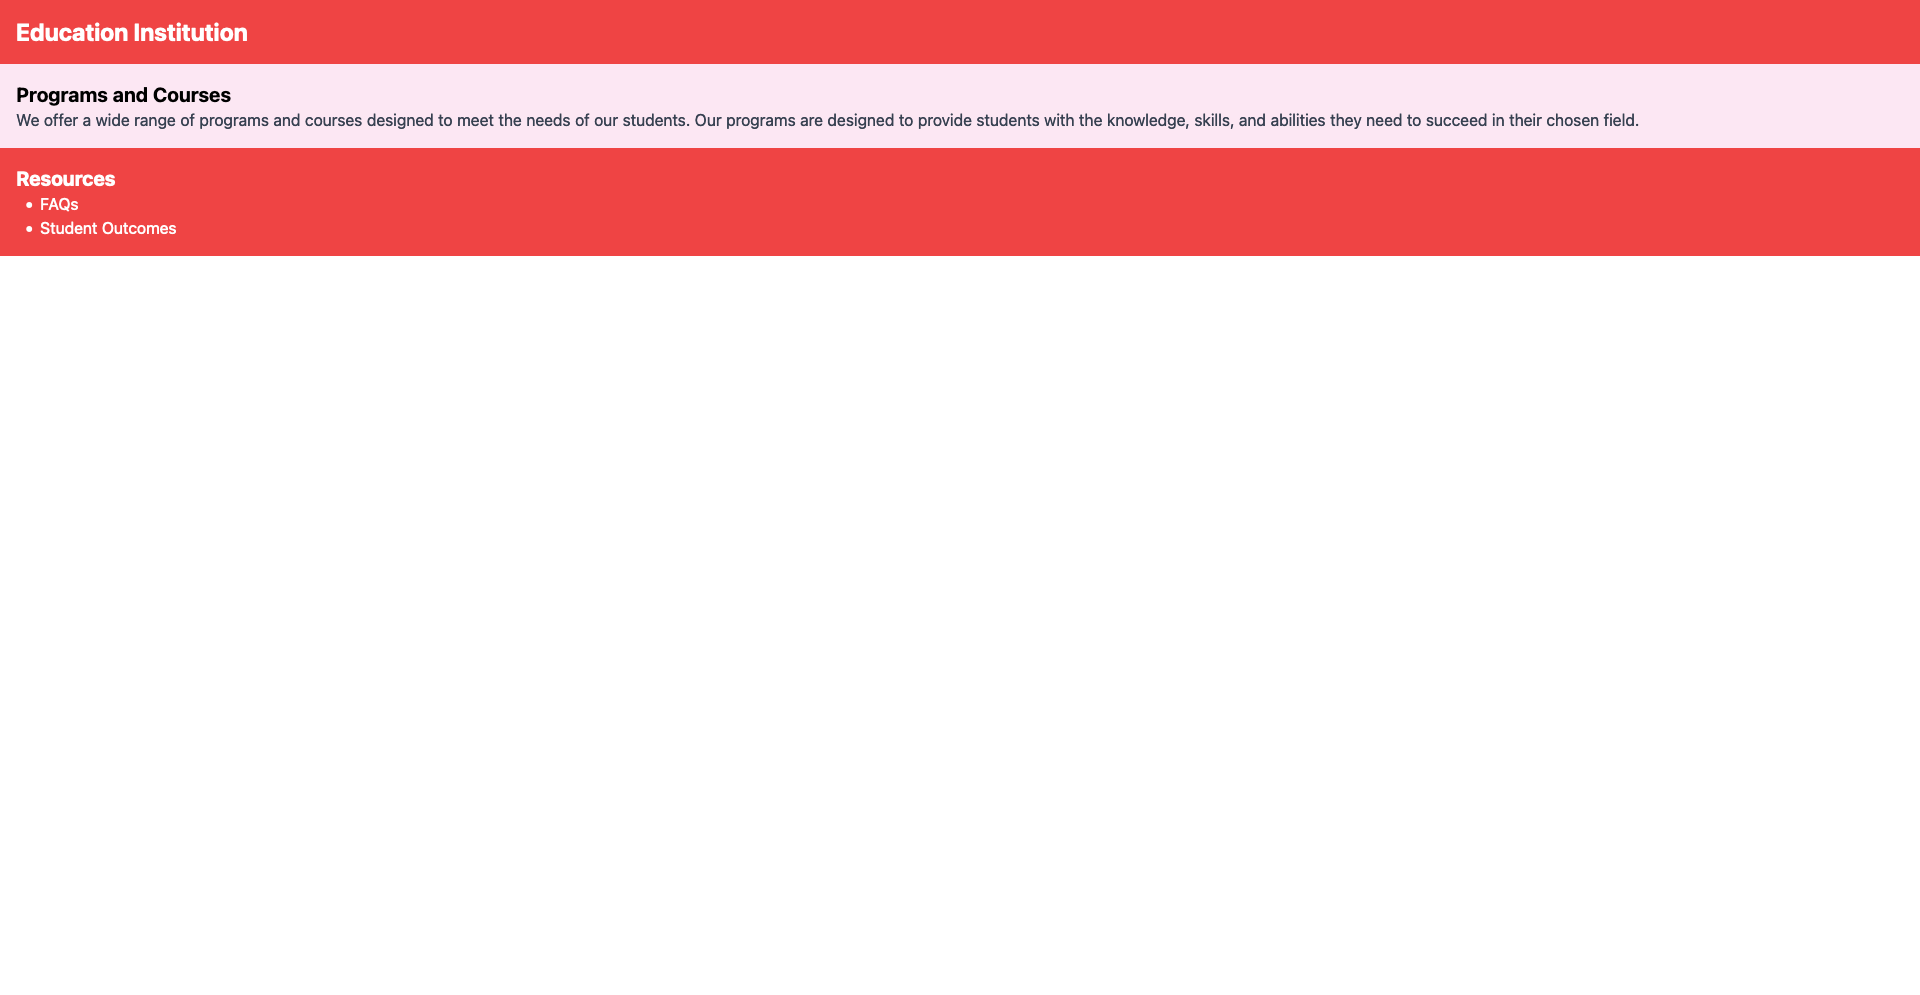 Education Institution
Programs and Courses
We offer a wide range of programs and courses designed to meet the needs of our students. Our programs are designed to provide students with the knowledge, skills, and abilities they need to succeed in their chosen field.
Resources
FAQs
Student Outcomes